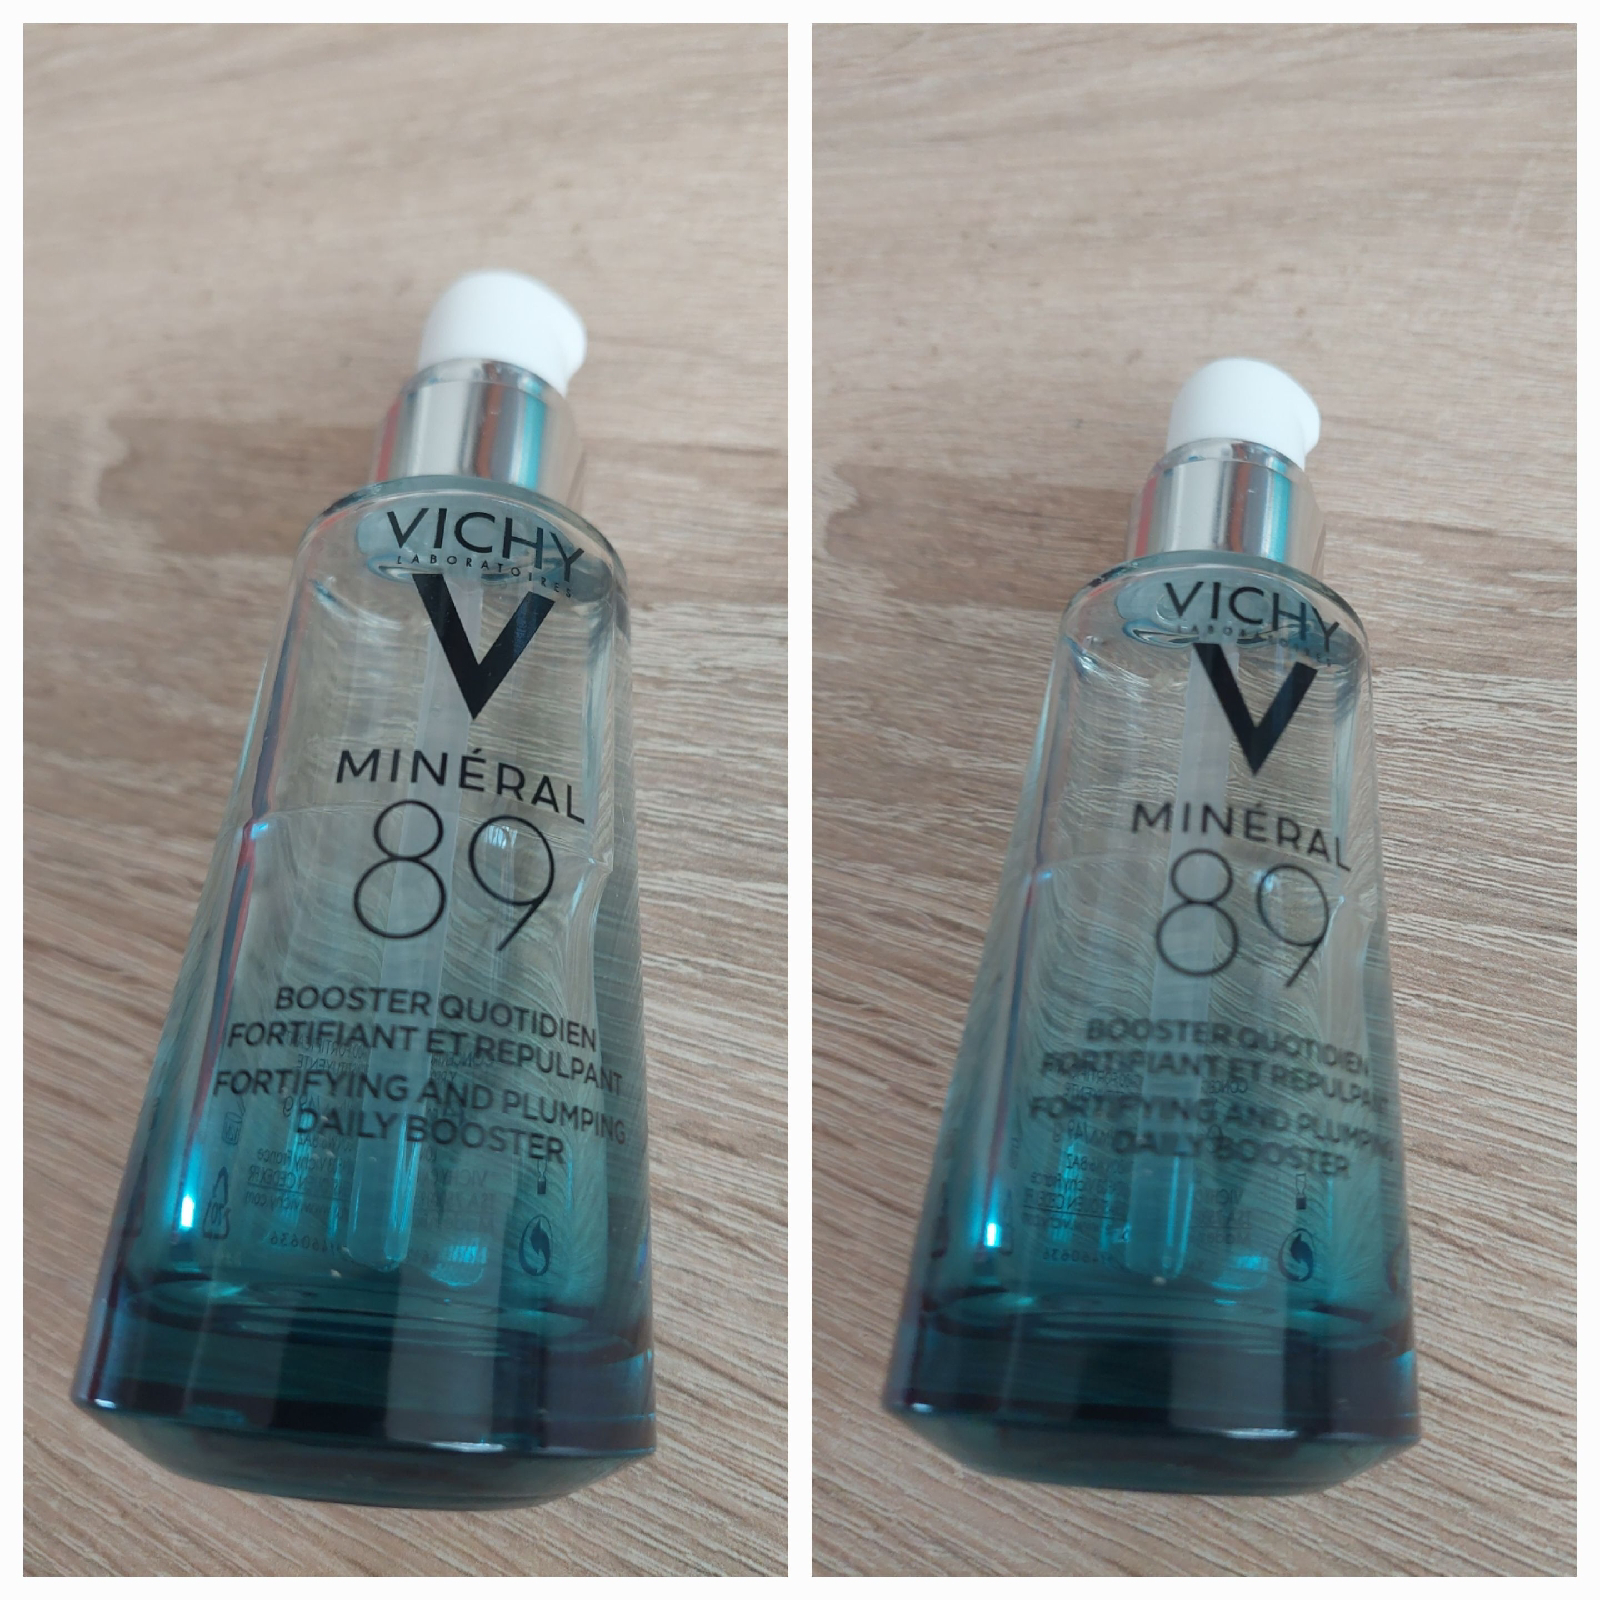 VICHY
LABORATOIRES
MINÉRAL
89
BOOSTER QUOTIDIEN
FORTIFIANT ET REPULPANT
FORTIFYING AND PLUMPING
DAILY BOOSTER
VICHY
LABORATOIRES
MINÉRAL
89
BOOSTER QUOTIDIEN
FORTIFIANT ET REPULPANT
FORTIFYING AND PLUMPING
DAILY BOOSTER